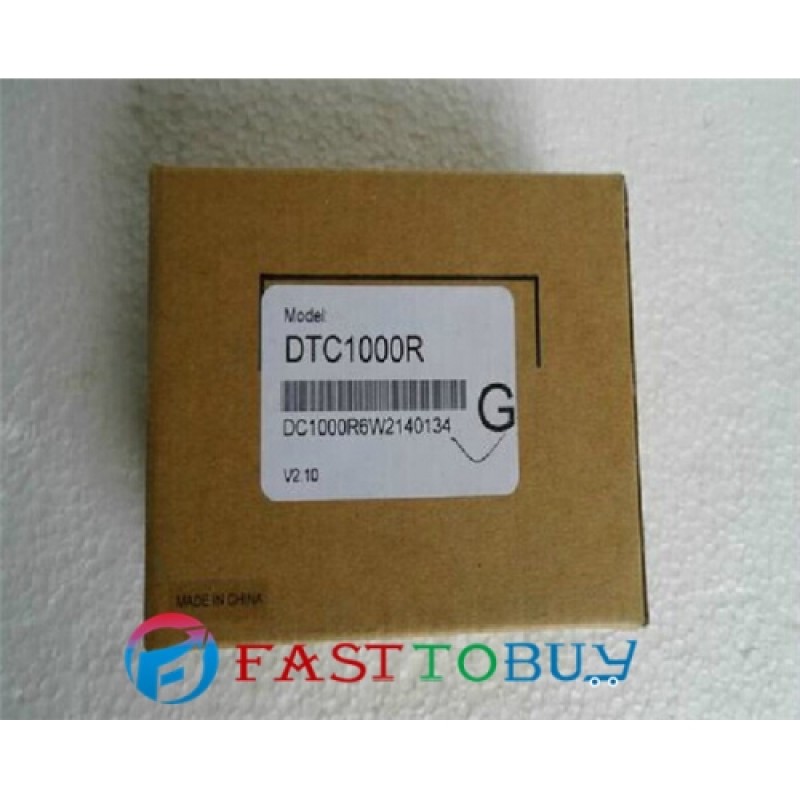 Model:
DTC1000R
G
DC1000R6W2140134
V2.10
MADE IN CHINA
F FASTTOBUY